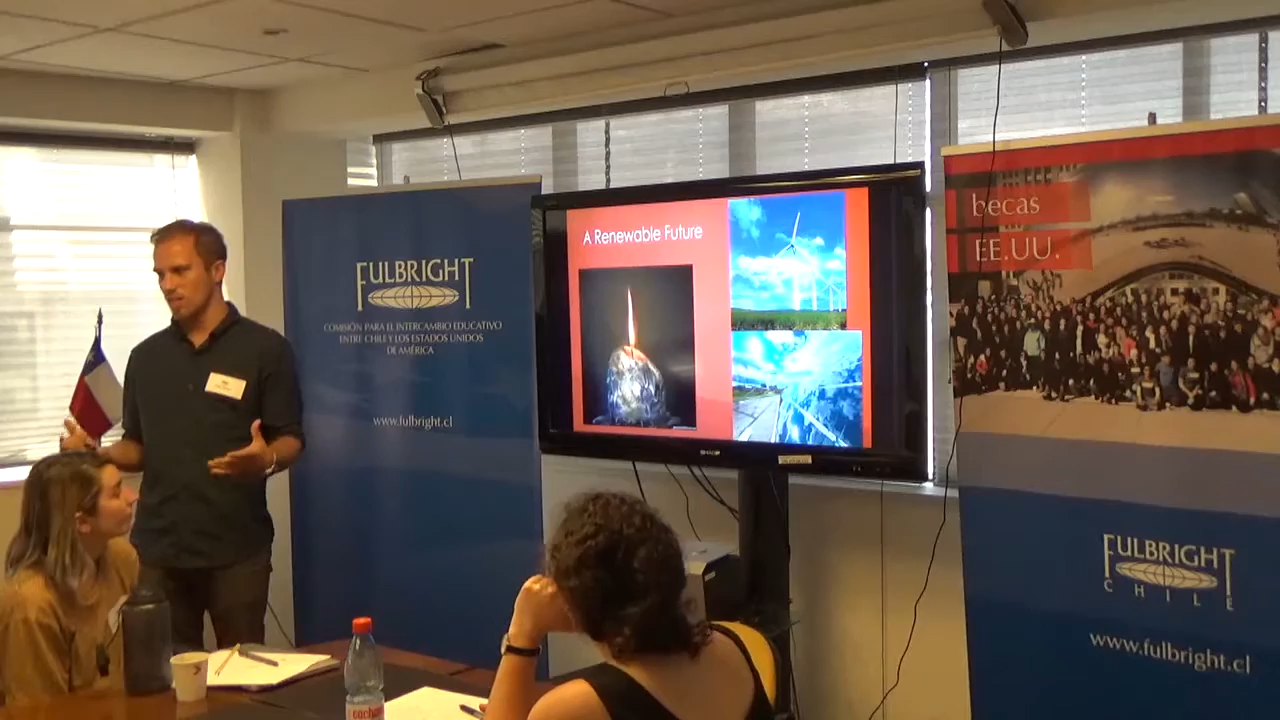 FULBRIGHT
COMISIÓN PARA EL INTERCAMBIO EDUCATIVO
ENTRE CHILE Y LOS ESTADOS UNIDOS
DE AMÉRICA
www.fulbright.cl
A Renewable Future
SHARP
becas
EE.UU.
FULBRIGHT
CHILE
www.fulbright.cl